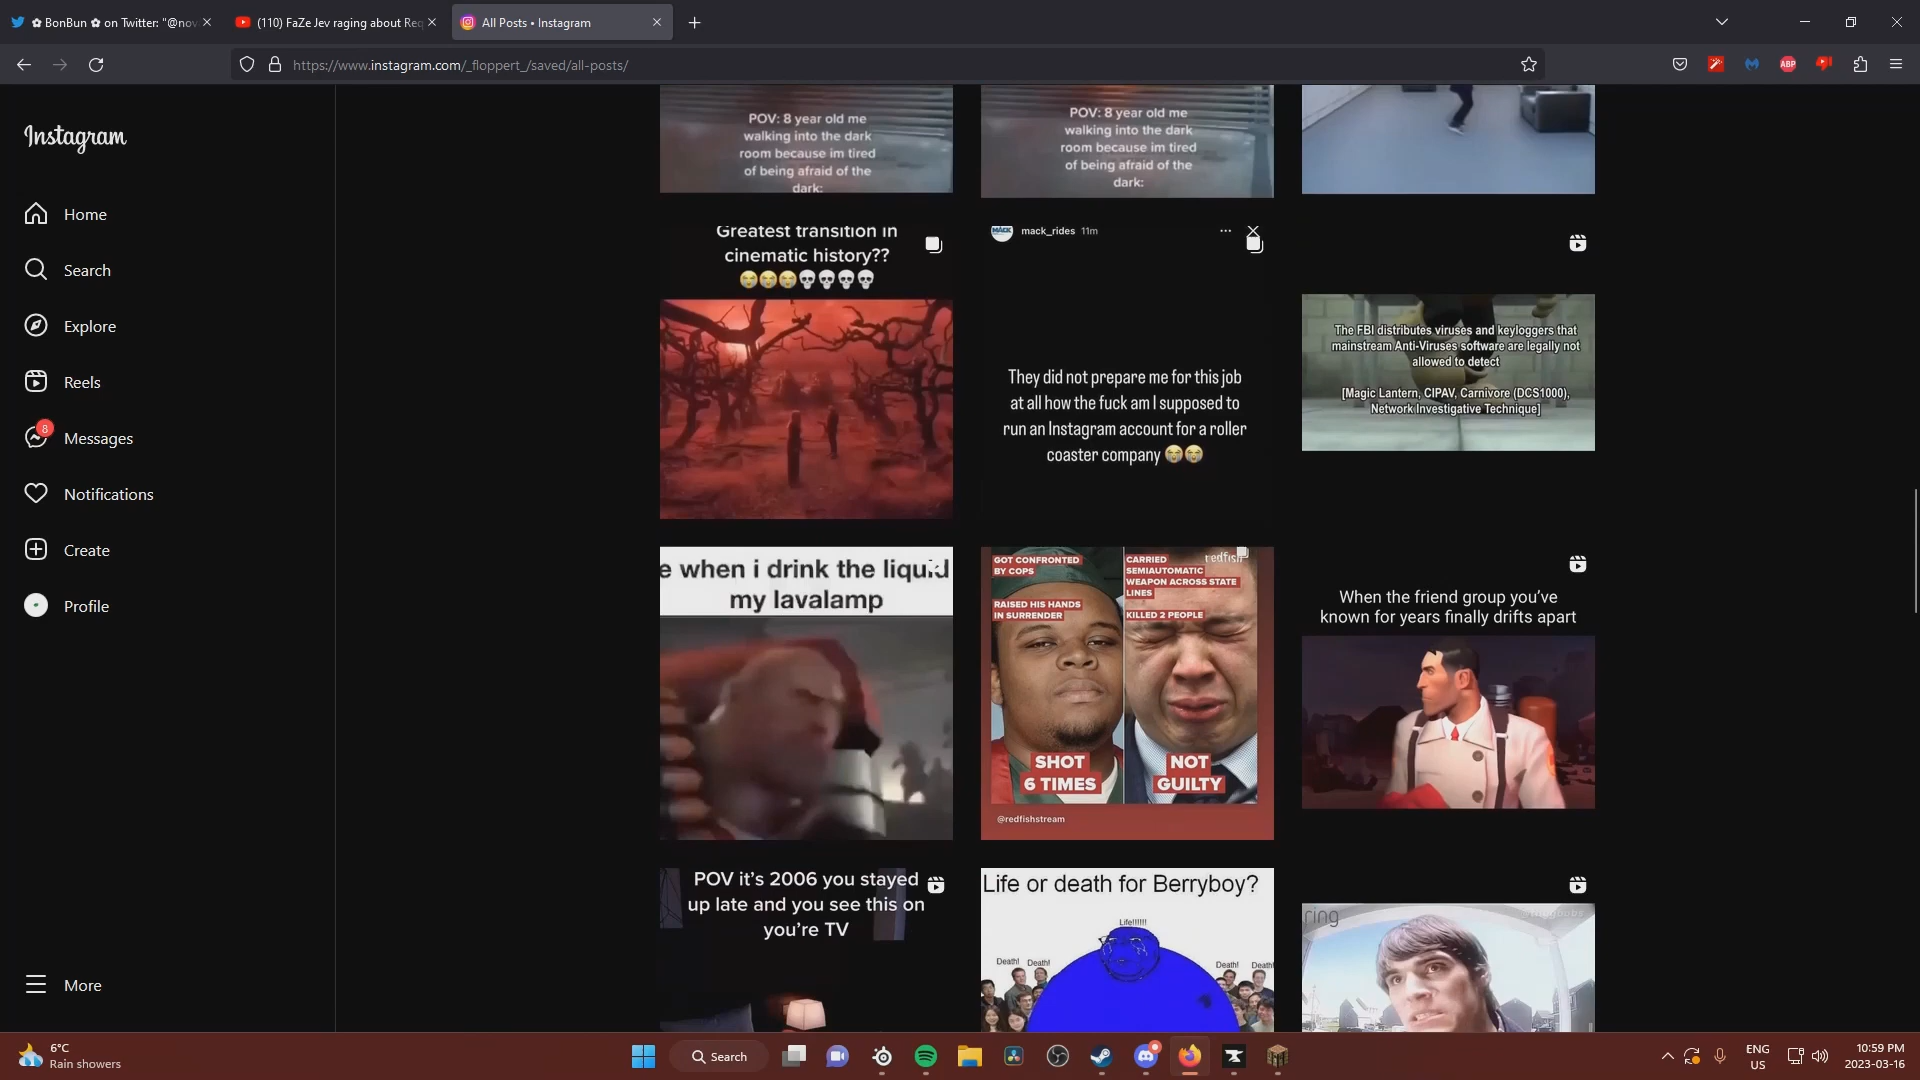 ✿ BonBun ✿ on Twitter: "@nov
(110) FaZe Jev raging about Req
All Posts • Instagram
https://www.instagram.com/_floppert_/saved/all-posts/
ABP
Instagram
Home
Search
Explore
Reels
8
Messages
Notifications
Create
Profile
More
POV: 8 year old me
walking into the dark
room because im tired
of being afraid of the
dark:
POV: 8 year old me
walking into the dark
room because im tired
of being afraid of the
dark:
Greatest transition in
cinematic history??
😭😭😭💀💀💀💀
MACK
mack_rides 11m
They did not prepare me for this job
at all how the fuck am I supposed to
run an Instagram account for a roller
coaster company 😭😭
The FBI distributes viruses and keyloggers that
mainstream Anti-Viruses software are legally not
allowed to detect
[Magic Lantern, CIPAV, Carnivore (DCS1000),
Network Investigative Technique]
e when i drink the liquid
my lavalamp
GOT CONFRONTED
BY COPS
RAISED HIS HANDS
IN SURRENDER
SHOT
6 TIMES
redfish
CARRIED
SEMIAUTOMATIC
WEAPON ACROSS STATE
LINES
KILLED 2 PEOPLE
NOT
GUILTY
@redfishstream
When the friend group you've
known for years finally drifts apart
POV it's 2006 you stayed
up late and you see this on
you're TV
Life or death for Berryboy?
Life!!!!!!
Death!
Death!
Death!
Death!
ring
6°C
Rain showers
Search
ENG
US
10:59 PM
2023-03-16